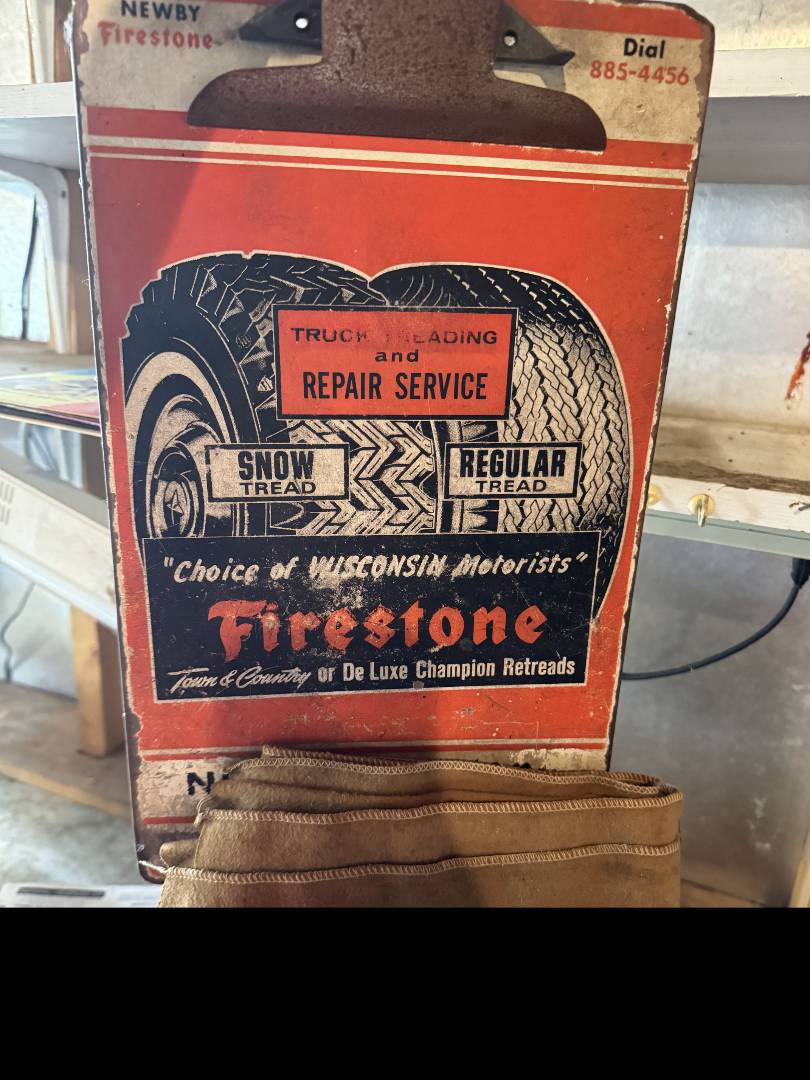 NEWBY
Firestone
Dial
885-4456
TRUCK TREADING
and
REPAIR SERVICE
SNOW
TREAD
REGULAR
TREAD
"Choice of WISCONSIN Motorists"
Firestone
Town & Country or De Luxe Champion Retreads